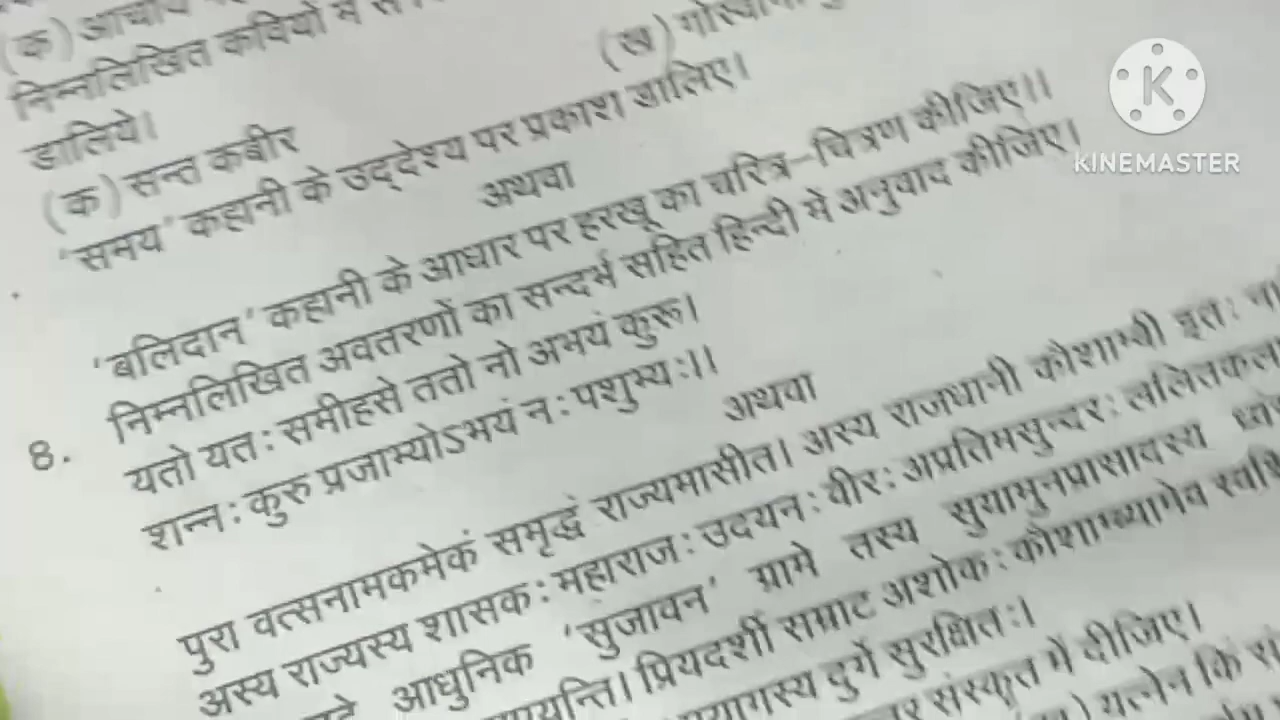 (क) आचार्य
निम्नलिखित कवियों में से
(ख) गोस्वामी
डालिये।
(क) सन्त कबीर
'समय' कहानी के उद्देश्य पर प्रकाश डालिए।
अथवा
'बलिदान' कहानी के आधार पर हरखू का चरित्र-चित्रण कीजिए।।
8. निम्नलिखित अवतरणों का सन्दर्भ सहित हिन्दी में अनुवाद कीजिए।
यतो यतः समीहसे ततो नो अभयं कुरू।
शन्नः कुरु प्रजाम्योऽभयं नः पशुम्यः।।
अथवा
पुरा वत्सनामकमेकं समृद्धं राज्यमासीत। अस्य राजधानी कौशाम्बी इतः
अस्य राज्यस्य शासकः महाराजः उदयनः वीरः अप्रतिमसुन्दरः ललितकला
आधुनिक 'सुजावन' ग्रामे तस्य सुयामुनप्रासादस्य
प्रियदर्शी सम्राट अशोकः कौशाम्ब्यामेव
दुर्गे सुरक्षितः।
संस्कृत में दीजिए।
यत्नेन किं
KINEMASTER